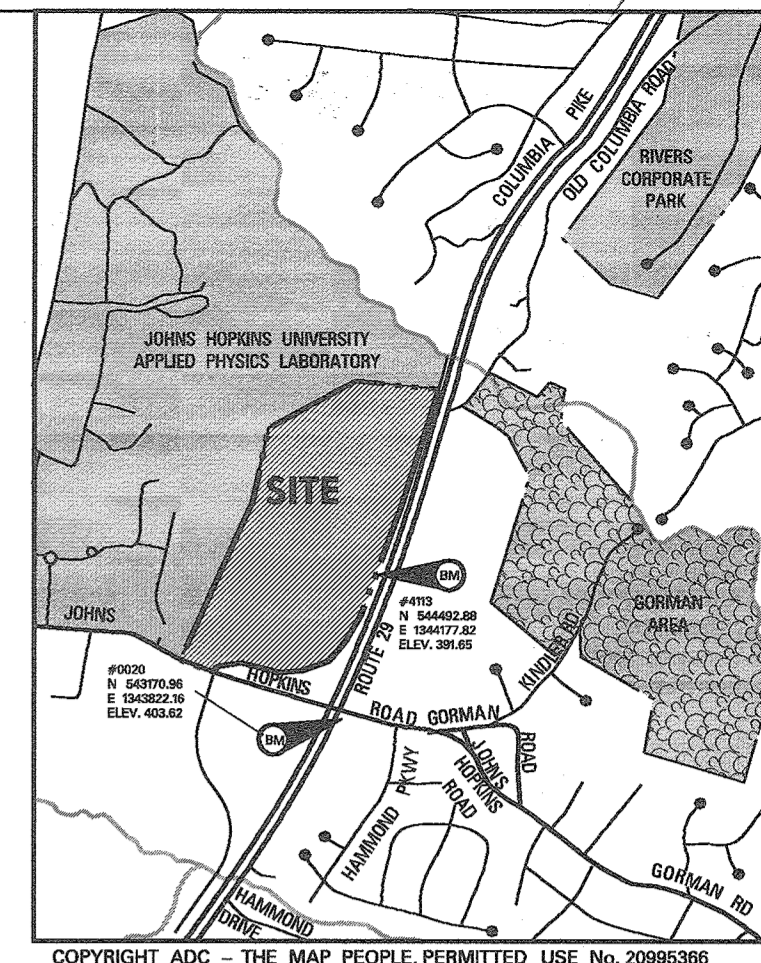 COLUMBIA PIKE
OLD COLUMBIA ROAD
RIVERS
CORPORATE
PARK
JOHNS HOPKINS UNIVERSITY
APPLIED PHYSICS LABORATORY
SITE
BM
#4113
N 544492.88
E 1344177.82
ELEV. 391.65
GORMAN
AREA
KINDLER RD
ROUTE 29
JOHNS
HOPKINS
ROAD GORMAN
ROAD
#0020
N 543170.96
E 1343822.16
ELEV. 403.62
BM
JOHNS
HOPKINS
ROAD
HAMMOND
PKWY
HAMMOND
DRIVE
GORMAN RD
COPYRIGHT ADC – THE MAP PEOPLE. PERMITTED USE No. 20995366